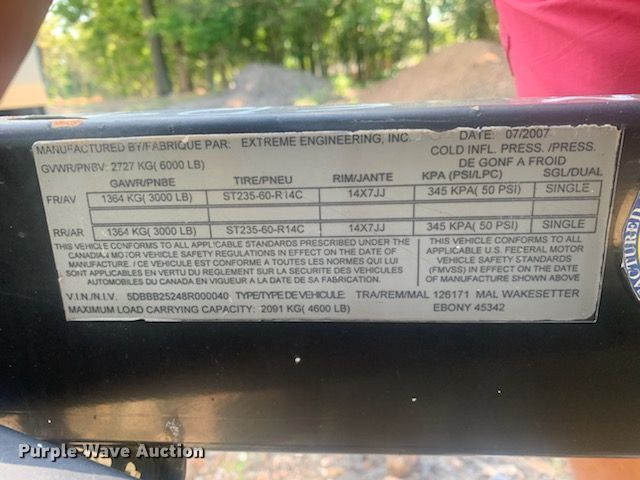 MANUFACTURED BY/FABRIQUE PAR: EXTREME ENGINEERING, INC. DATE: 07/2007
GVWR/PNBV: 2727 KG( 6000 LB) COLD INFL. PRESS. /PRESS.
DE GONF A FROID
GAWR/PNBE TIRE/PNEU RIM/JANTE KPA (PSI/LPC) SGL/DUAL
FR/AV 1364 KG( 3000 LB) ST235-60-R14C 14X7JJ 345 KPA( 50 PSI) SINGLE
RR/AR 1364 KG( 3000 LB) ST235-60-R14C 14X7JJ 345 KPA( 50 PSI) SINGLE
THIS VEHICLE CONFORMS TO ALL APPLICABLE STANDARDS PRESCRIBED UNDER THE
CANADIAN MOTOR VEHICLE SAFETY REGULATIONS IN EFFECT ON THE DATE OF
MANUFACTURE. / CE VEHICULE EST CONFORME A TOUTES LES NORMES QUI LUI
SONT APPLICABLES EN VERTU DU REGLEMENT SUR LA SECURITE DES VEHICULES
AUTOMOBILES DU CANADA EN VIGUEUR A LA DATE DE SA FABRICATION.
THIS VEHICLE CONFORMS TO ALL
APPLICABLE U.S. FEDERAL MOTOR
VEHICLE SAFETY STANDARDS
(FMVSS) IN EFFECT ON THE DATE
OF MANUFACTURE SHOWN ABOVE
V.I.N./N.I.V. 5DBBB25248R000040 TYPE/TYPE DE VEHICULE: TRA/REM/MAL 126171 MAL WAKESETTER
MAXIMUM LOAD CARRYING CAPACITY: 2091 KG( 4600 LB) EBONY 45342
Purple Wave Auction